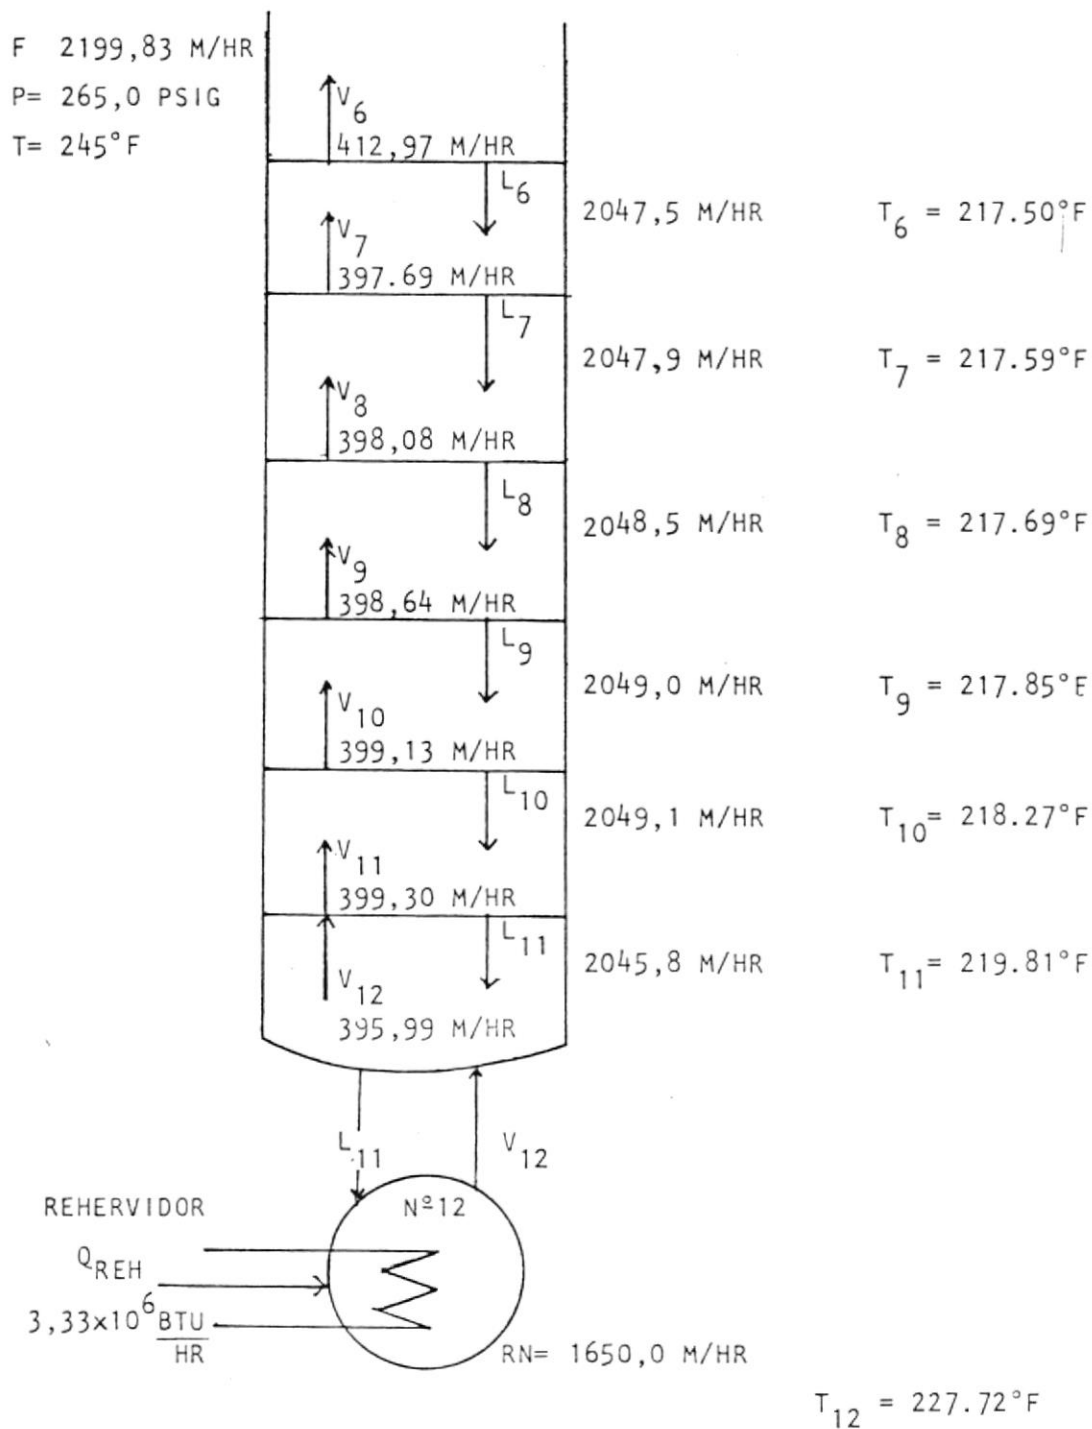 F 2199,83 M/HR
P= 265,0 PSIG
T= 245°F
V6
412,97 M/HR
L6
2047,5 M/HR T6 = 217.50°F
V7
397.69 M/HR
L7
2047,9 M/HR T7 = 217.59°F
V8
398,08 M/HR
L8
2048,5 M/HR T8 = 217.69°F
V9
398,64 M/HR
L9
2049,0 M/HR T9 = 217.85°F
V10
399,13 M/HR
L10
2049,1 M/HR T10= 218.27°F
V11
399,30 M/HR
L11
2045,8 M/HR T11= 219.81°F
V12
395,99 M/HR
L11 V12
REHERVIDOR Nº12
QREH
3,33x10⁶ BTU
HR
RN= 1650,0 M/HR
T12 = 227.72°F